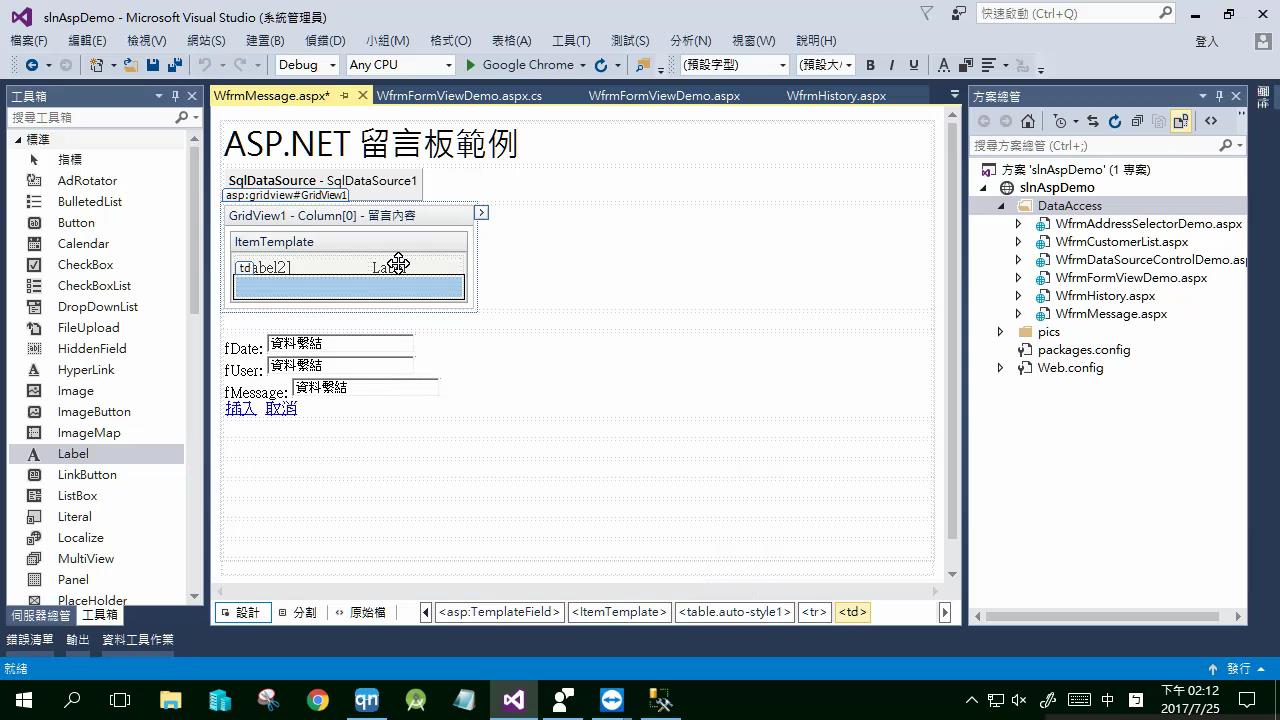 slnAspDemo - Microsoft Visual Studio (系統管理員)
快速啟動 (Ctrl+Q)
檔案(F) 編輯(E) 檢視(V) 網站(S) 建置(B) 偵錯(D) 小組(M) 格式(O) 表格(A) 工具(T) 測試(S) 分析(N) 視窗(W) 說明(H) 登入
Debug Any CPU Google Chrome (預設字型) (預設大/ B I U A
工具箱
搜尋工具箱
標準
指標
AdRotator
BulletedList
Button
Calendar
CheckBox
CheckBoxList
DropDownList
FileUpload
HiddenField
HyperLink
Image
ImageButton
ImageMap
Label
LinkButton
ListBox
Literal
Localize
MultiView
Panel
PlaceHolder
伺服器總管 工具箱
WfrmMessage.aspx* WfrmFormViewDemo.aspx.cs WfrmFormViewDemo.aspx WfrmHistory.aspx
ASP.NET 留言板範例
SqlDataSource - SqlDataSource1
asp:gridview#GridView1
GridView1 - Column[0] - 留言內容
ItemTemplate
td abel2] Label
fDate: 資料繫結
fUser: 資料繫結
fMessage: 資料繫結
插入 取消
設計 分割 原始檔 <asp:TemplateField> <ItemTemplate> <table.auto-style1> <tr> <td>
方案總管
搜尋方案總管 (Ctrl+;)
方案 'slnAspDemo' (1 專案)
slnAspDemo
DataAccess
WfrmAddressSelectorDemo.aspx
WfrmCustomerList.aspx
WfrmDataSourceControlDemo.asp
WfrmFormViewDemo.aspx
WfrmHistory.aspx
WfrmMessage.aspx
pics
packages.config
Web.config
錯誤清單 輸出 資料工具作業
就緒 發行
qn 中 下午 02:12
2017/7/25